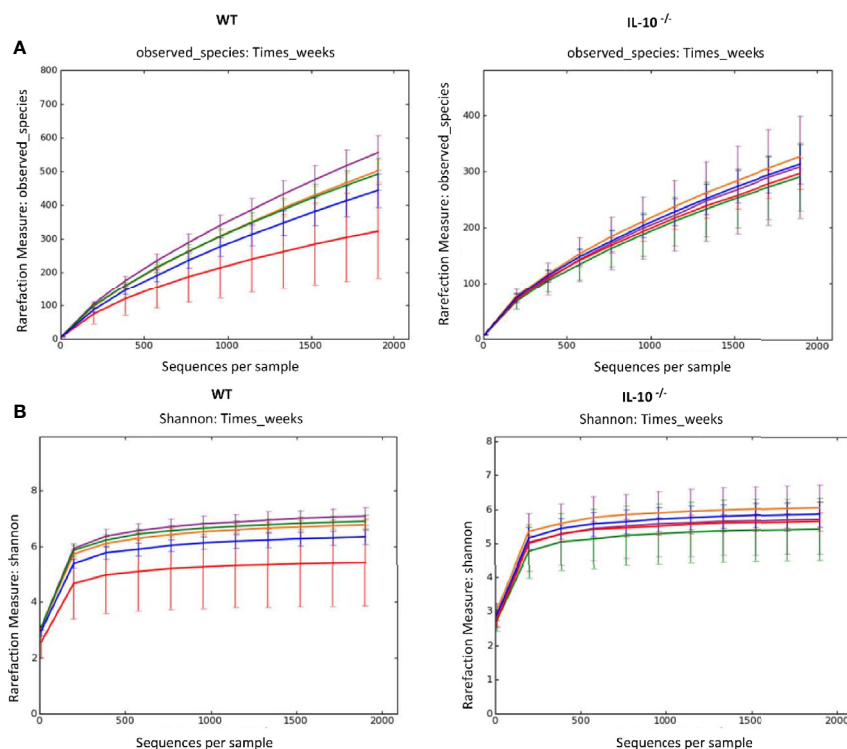 WT
IL-10 -/-
A
observed_species: Times_weeks
observed_species: Times_weeks
Rarefaction Measure: observed_species
800
700
600
500
400
300
200
100
0
0
500
1000
1500
2000
Sequences per sample
Rarefaction Measure: observed_species
400
300
200
100
0
0
500
1000
1500
2000
Sequences per sample
B
WT
IL-10 -/-
Shannon: Times_weeks
Shannon: Times_weeks
Rarefaction Measure: shannon
8
6
4
2
0
0
500
1000
1500
2000
Sequences per sample
Rarefaction Measure: shannon
8
7
6
5
4
3
2
1
0
0
500
1000
1500
2000
Sequences per sample